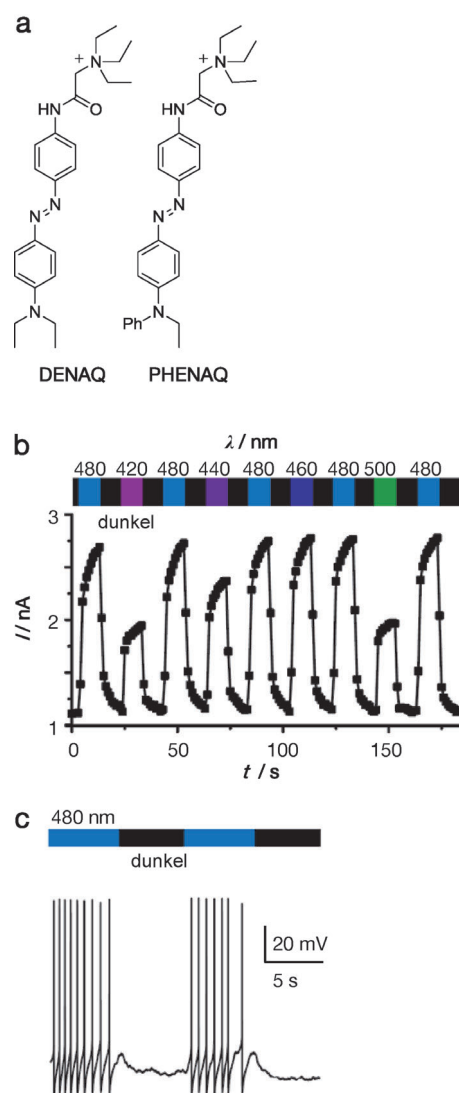 a
+
N
HN
O
N
N
N
DENAQ
+
N
HN
O
N
N
Ph
N
PHENAQ
b
λ / nm
480 420 480 440 480 460 480 500 480
dunkel
I / nA
3
2
1
0 50 100 150
t / s
c
480 nm
dunkel
20 mV
5 s